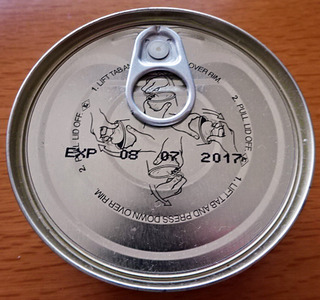 1. LIFT TAB AND PRESS DOWN OVER RIM.
2. PULL LID OFF.
EXP 08 07 2017
1. LIFT TAB AND PRESS DOWN OVER RIM.
2. PULL LID OFF.